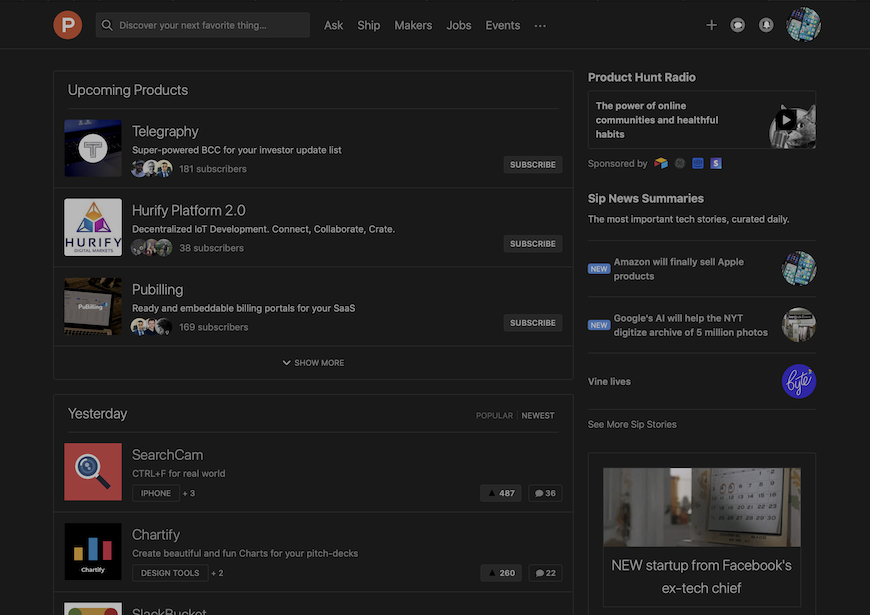 P
Discover your next favorite thing...
Ask Ship Makers Jobs Events ...
Upcoming Products
T
Telegraphy
Super-powered BCC for your investor update list
181 subscribers
SUBSCRIBE
HURIFY
DIGITAL MARKETS
Hurify Platform 2.0
Decentralized IoT Development. Connect, Collaborate, Crate.
38 subscribers
SUBSCRIBE
PuBilling
Pubilling
Ready and embeddable billing portals for your SaaS
169 subscribers
SUBSCRIBE
SHOW MORE
Yesterday
POPULAR | NEWEST
SearchCam
CTRL+F for real world
IPHONE + 3
487
36
Chartify
Chartify
Create beautiful and fun Charts for your pitch-decks
DESIGN TOOLS + 2
260
22
SlackBucket
Product Hunt Radio
The power of online
communities and healthful
habits
Sponsored by
S
Sip News Summaries
The most important tech stories, curated daily.
NEW
Amazon will finally sell Apple
products
NEW
Google's AI will help the NYT
digitize archive of 5 million photos
Vine lives
byte
See More Sip Stories
NEW startup from Facebook's
ex-tech chief